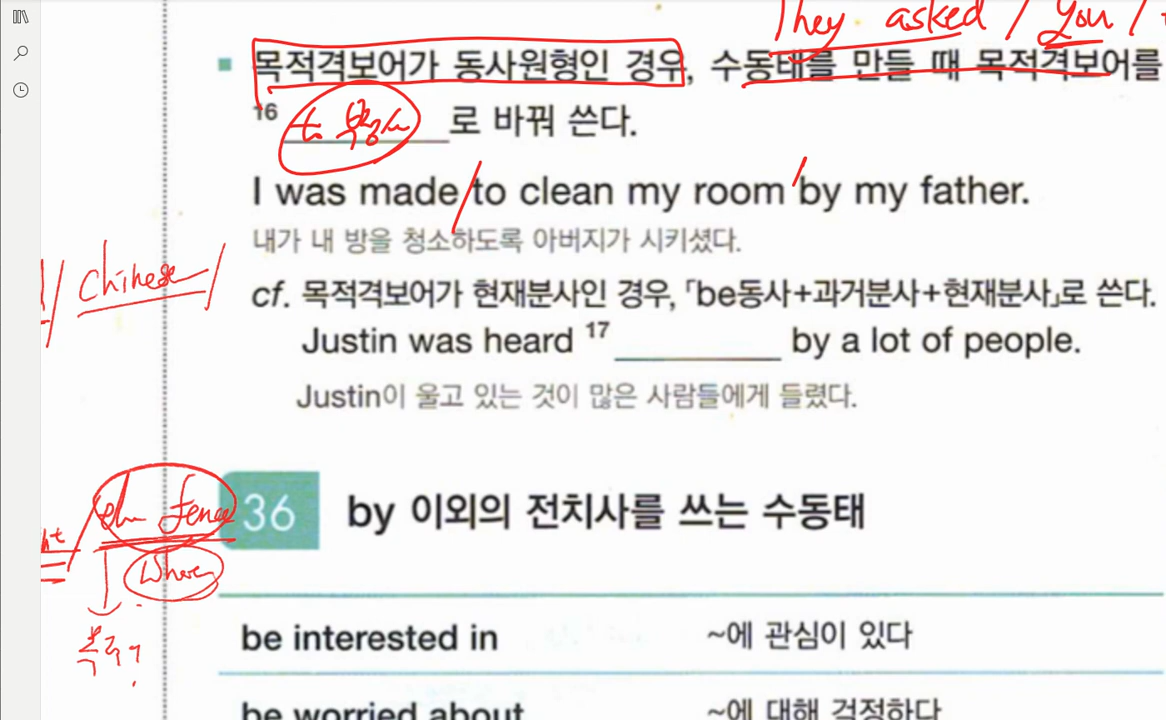 They asked / You /
목적격보어가 동사원형인 경우, 수동태를 만들 때 목적격보어를
16 to 부정사 로 바꿔 쓴다.
I was made / to clean my room / by my father.
내가 내 방을 청소하도록 아버지가 시키셨다.
/ Chinese /
cf. 목적격보어가 현재분사인 경우, 「be동사+과거분사+현재분사」로 쓴다.
Justin was heard 17 ________ by a lot of people.
Justin이 울고 있는 것이 많은 사람들에게 들렸다.
36 by 이외의 전치사를 쓰는 수동태
be interested in ~에 관심이 있다
be worried about ~에 대해 걱정하다